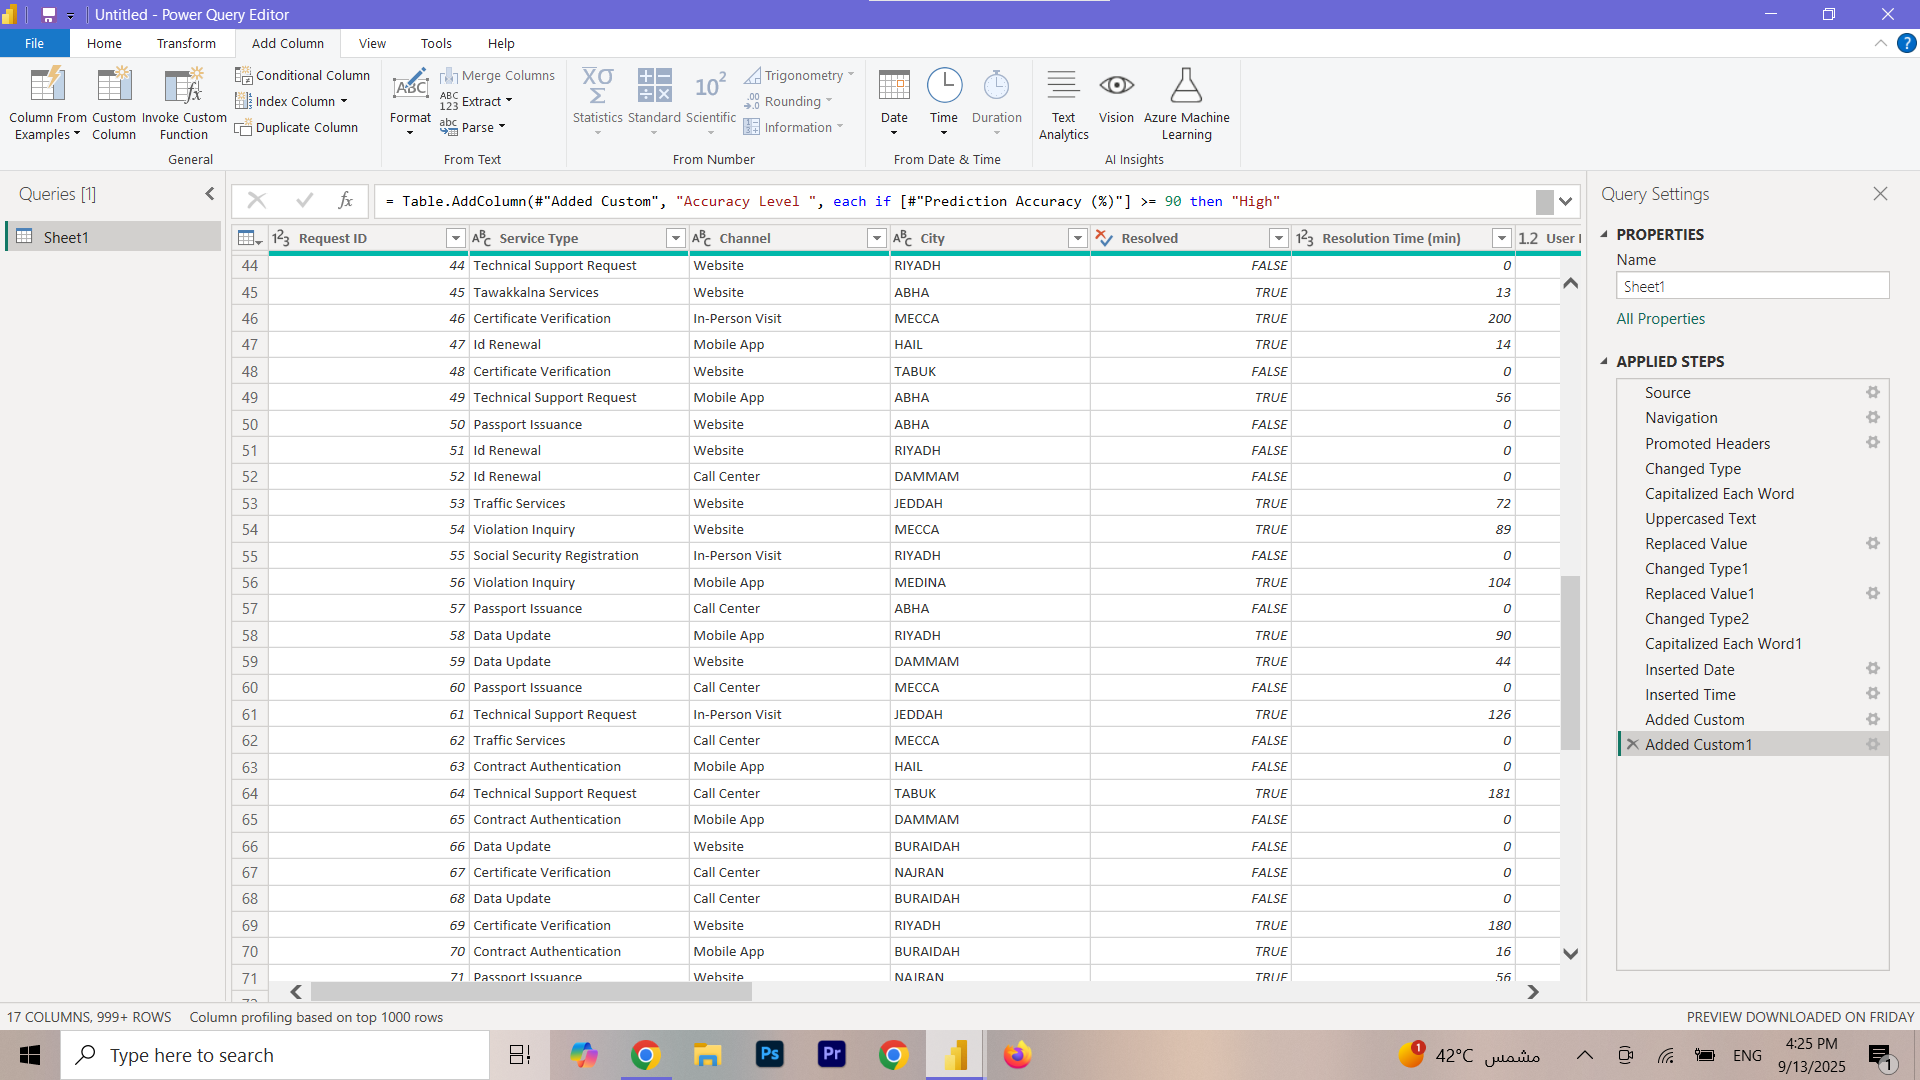 Untitled - Power Query Editor
File Home Transform Add Column View Tools Help
Column From Examples
Custom Column
Invoke Custom Function
Conditional Column
Index Column
Duplicate Column
General
Format
Merge Columns
Extract
Parse
From Text
Statistics
Standard
Scientific
Trigonometry
Rounding
Information
From Number
Date
Time
Duration
From Date & Time
Text Analytics
Vision
Azure Machine Learning
AI Insights
Queries [1]
Sheet1
= Table.AddColumn(#"Added Custom", "Accuracy Level ", each if [#"Prediction Accuracy (%)"] >= 90 then "High"
Request ID Service Type Channel City Resolved Resolution Time (min) 1.2 User
44 44 Technical Support Request Website RIYADH FALSE 0
45 45 Tawakkalna Services Website ABHA TRUE 13
46 46 Certificate Verification In-Person Visit MECCA TRUE 200
47 47 Id Renewal Mobile App HAIL TRUE 14
48 48 Certificate Verification Website TABUK FALSE 0
49 49 Technical Support Request Mobile App ABHA TRUE 56
50 50 Passport Issuance Website ABHA FALSE 0
51 51 Id Renewal Website RIYADH FALSE 0
52 52 Id Renewal Call Center DAMMAM FALSE 0
53 53 Traffic Services Website JEDDAH TRUE 72
54 54 Violation Inquiry Website MECCA TRUE 89
55 55 Social Security Registration In-Person Visit RIYADH FALSE 0
56 56 Violation Inquiry Mobile App MEDINA TRUE 104
57 57 Passport Issuance Call Center ABHA FALSE 0
58 58 Data Update Mobile App RIYADH TRUE 90
59 59 Data Update Website DAMMAM TRUE 44
60 60 Passport Issuance Call Center MECCA FALSE 0
61 61 Technical Support Request In-Person Visit JEDDAH TRUE 126
62 62 Traffic Services Call Center MECCA FALSE 0
63 63 Contract Authentication Mobile App HAIL FALSE 0
64 64 Technical Support Request Call Center TABUK TRUE 181
65 65 Contract Authentication Mobile App DAMMAM FALSE 0
66 66 Data Update Website BURAIDAH FALSE 0
67 67 Certificate Verification Call Center NAJRAN FALSE 0
68 68 Data Update Call Center BURAIDAH FALSE 0
69 69 Certificate Verification Website RIYADH TRUE 180
70 70 Contract Authentication Mobile App BURAIDAH TRUE 16
71 71 Passport Issuance Website NAJRAN TRUE 56
Query Settings
PROPERTIES
Name
Sheet1
All Properties
APPLIED STEPS
Source
Navigation
Promoted Headers
Changed Type
Capitalized Each Word
Uppercased Text
Replaced Value
Changed Type1
Replaced Value1
Changed Type2
Capitalized Each Word1
Inserted Date
Inserted Time
Added Custom
Added Custom1
17 COLUMNS, 999+ ROWS Column profiling based on top 1000 rows PREVIEW DOWNLOADED ON FRIDAY
Type here to search
Ps
Pr
1
42°C مشمس
ENG
4:25 PM
9/13/2025
1